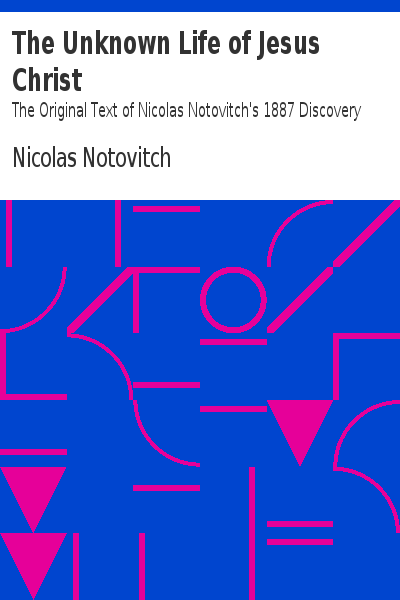 The Unknown Life of Jesus
Christ
The Original Text of Nicolas Notovitch's 1887 Discovery
Nicolas Notovitch